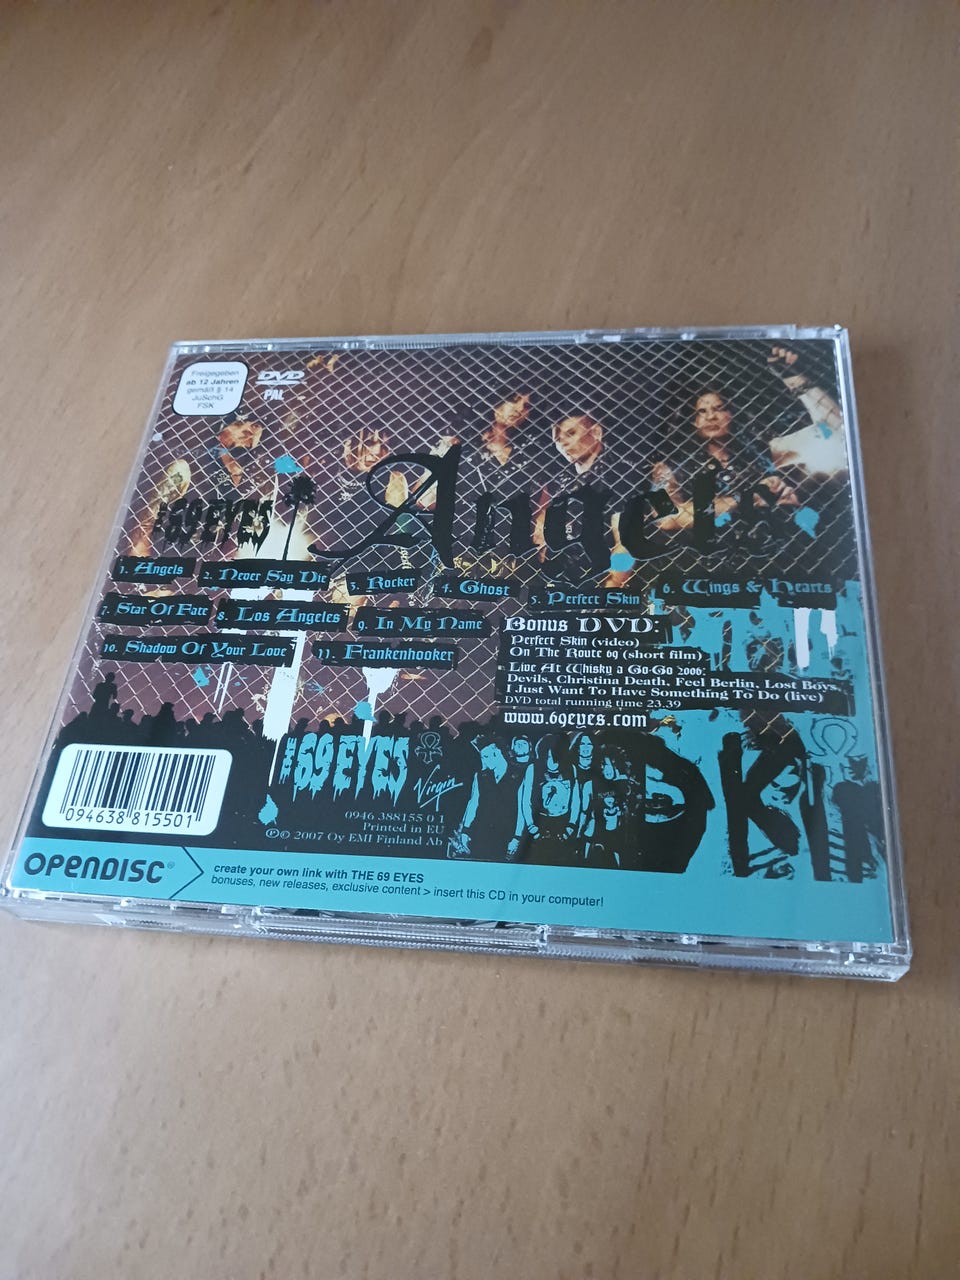 Freigegeben
ab 12 Jahren
gemäß § 14
JuSchG
FSK
DVD
PAL
THE 69 EYES
Angels
1. Angels
2. Never Say Die
3. Rocker
4. Ghost
5. Perfect Skin
6. Wings & Hearts
7. Star Of Fate
8. Los Angeles
9. In My Name
10. Shadow Of Your Love
11. Frankenhooker
Bonus DVD:
Perfect Skin (video)
On The Route 69 (short film)
Live At Whisky a Go-Go 2006:
Devils, Christina Death, Feel Berlin, Lost Boys,
I Just Want To Have Something To Do (live)
DVD total running time 23.39
www.69eyes.com
THE 69 EYES
Virgin
0946 388155 0 1
Printed in EU
℗© 2007 Oy EMI Finland Ab
094638 815501
OPENDISC®
create your own link with THE 69 EYES
bonuses, new releases, exclusive content > insert this CD in your computer!